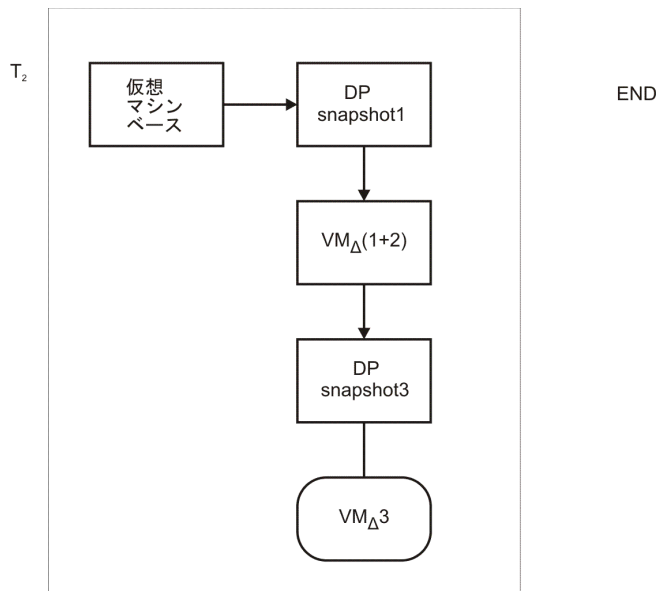 T₂
仮想
マシン
ベース
DP
snapshot1
END
VMΔ(1+2)
DP
snapshot3
VMΔ3